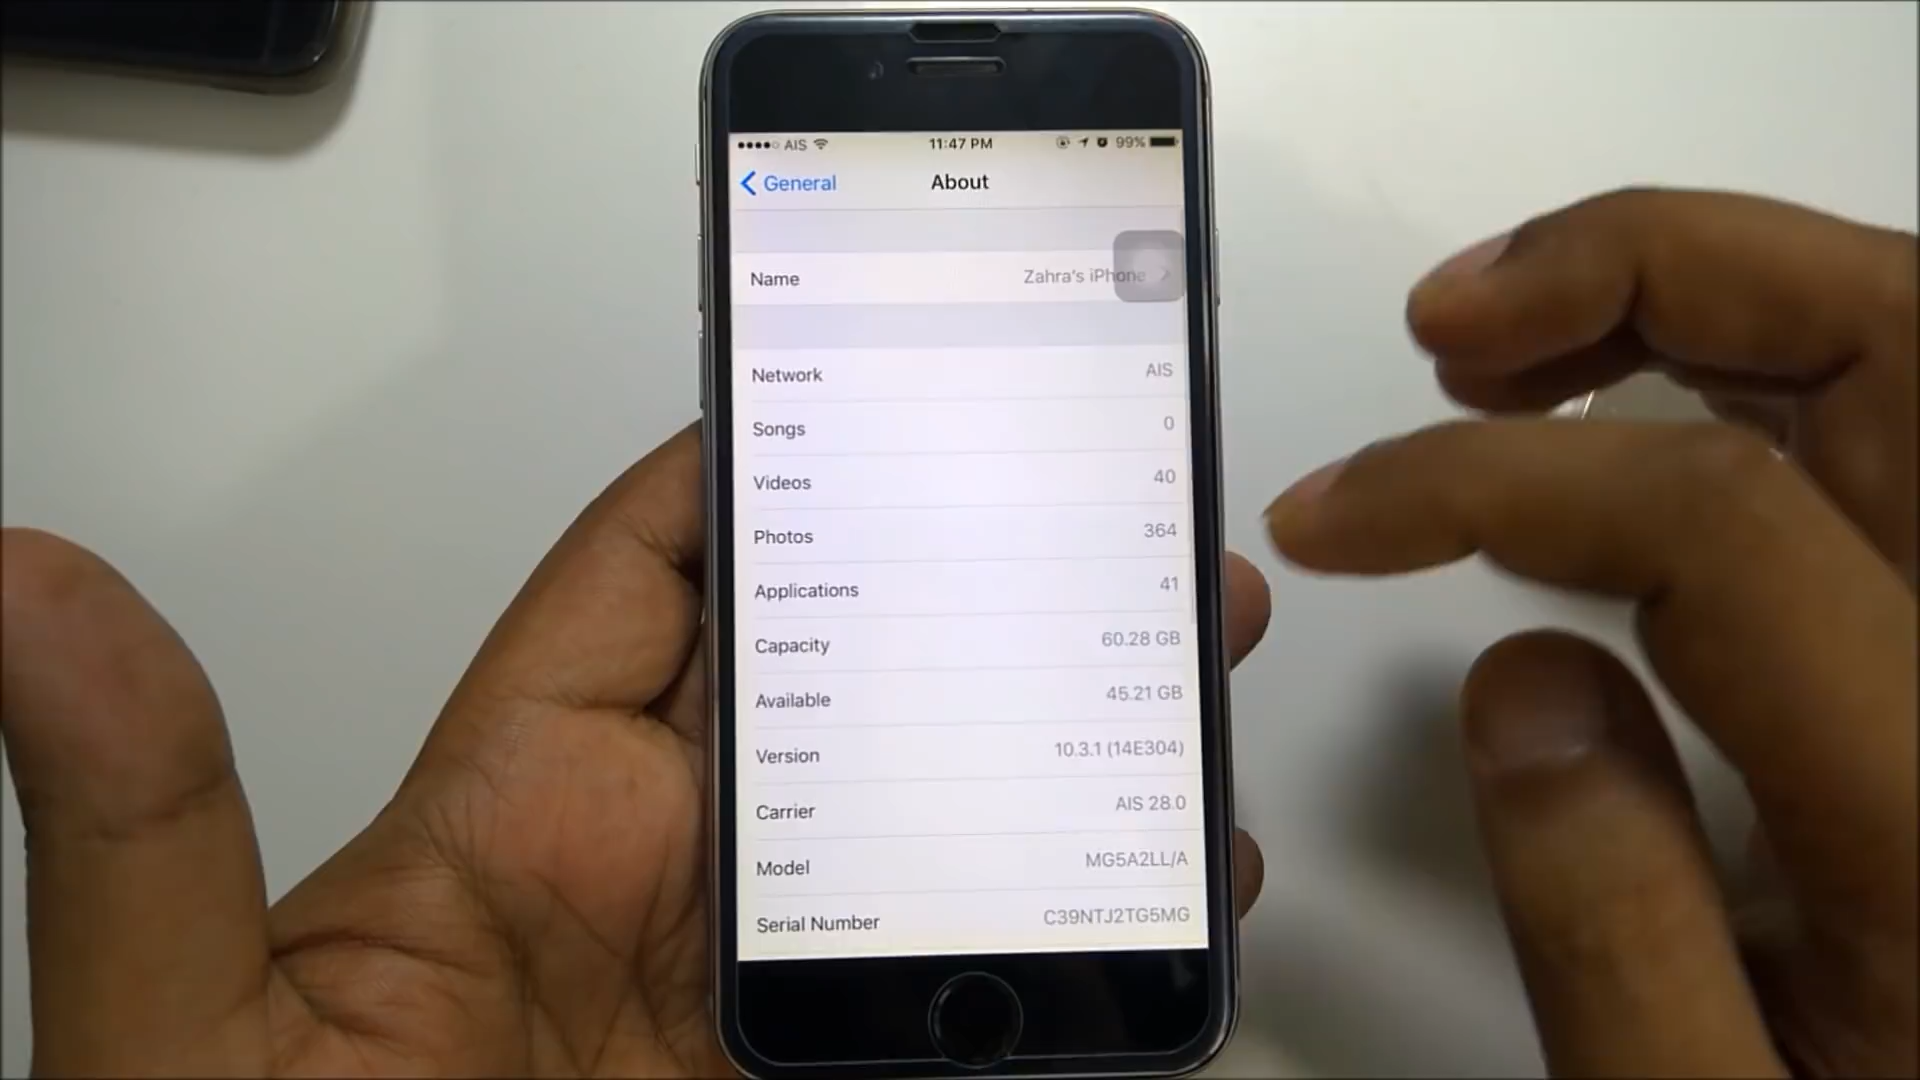 AIS 11:47 PM 99%
General About
Name Zahra's iPhone
Network AIS
Songs 0
Videos 40
Photos 364
Applications 41
Capacity 60.28 GB
Available 45.21 GB
Version 10.3.1 (14E304)
Carrier AIS 28.0
Model MG5A2LL/A
Serial Number C39NTJ2TG5MG